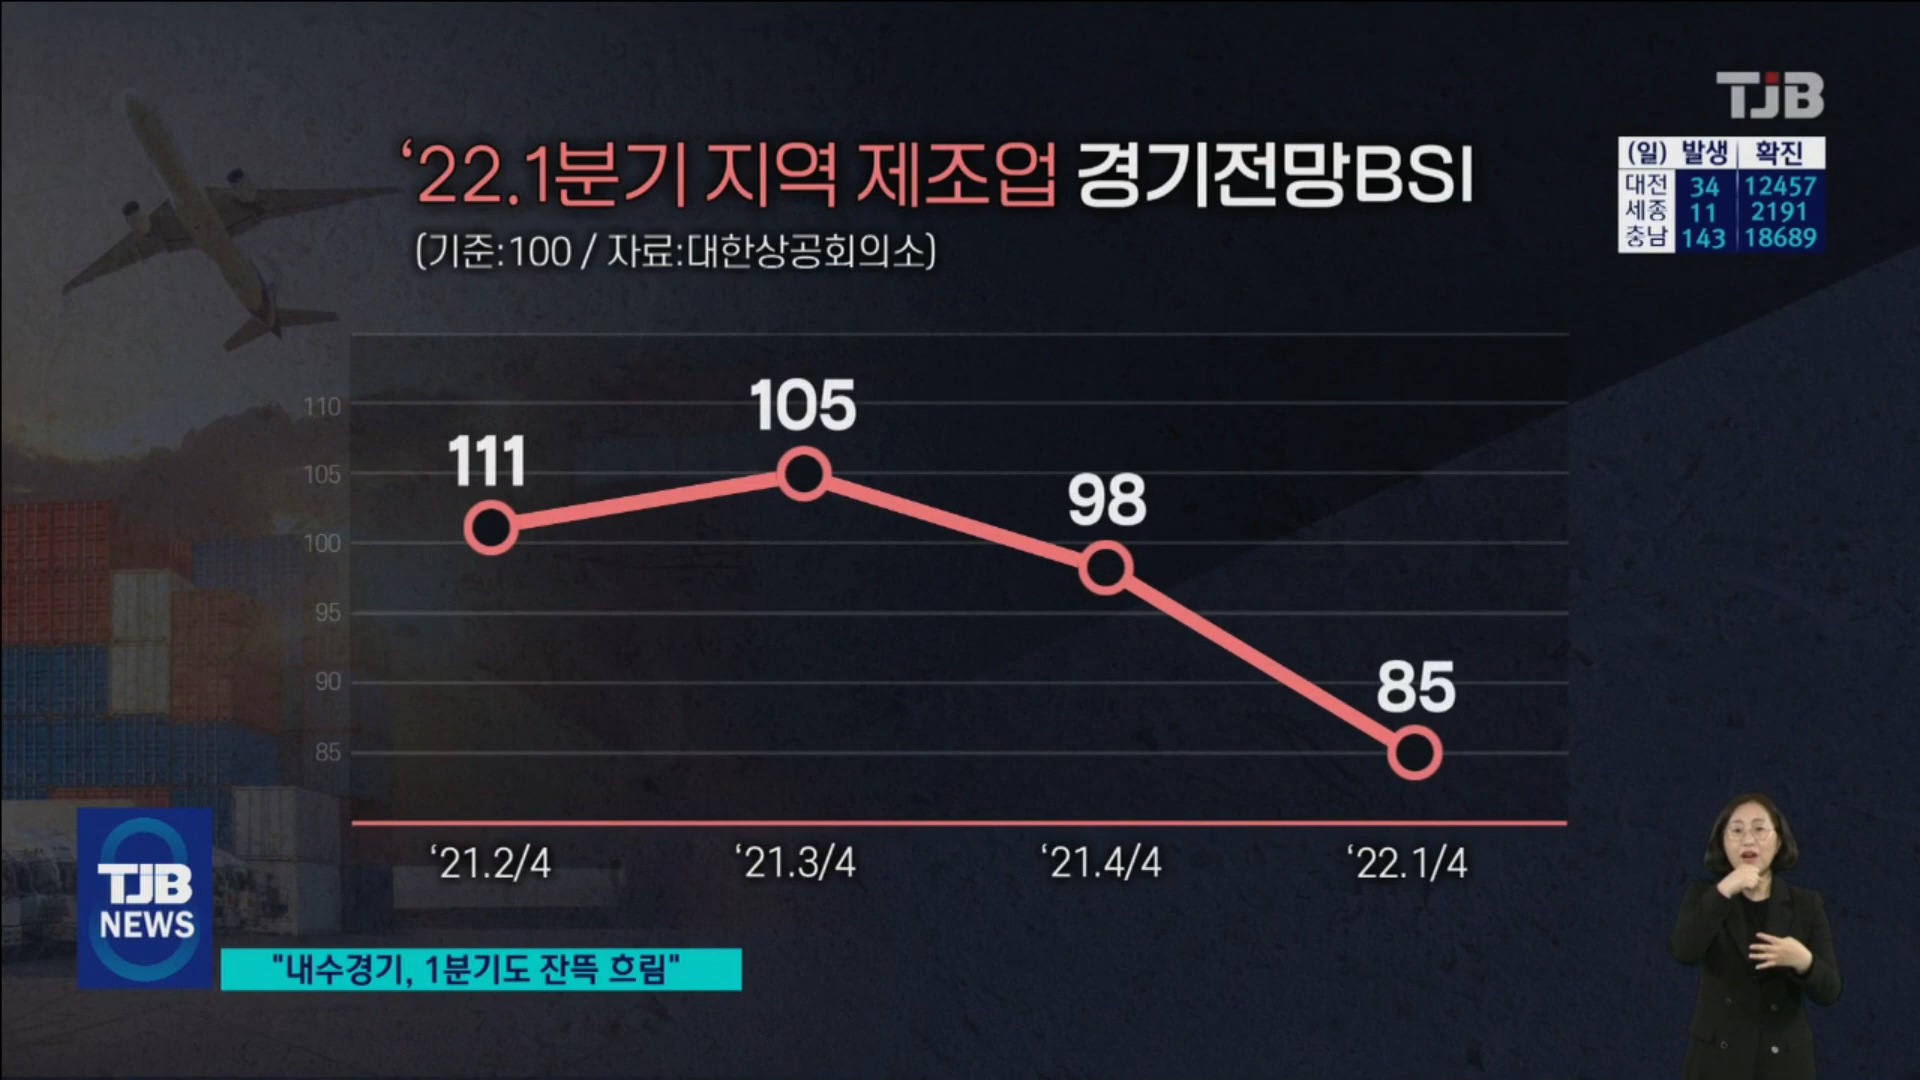 TJB
‘22.1분기 지역 제조업 경기전망BSI
(기준:100 / 자료:대한상공회의소)
(일) 발생 확진
대전 34 12457
세종 11 2191
충남 143 18689
110
105
100
95
90
85
111
105
98
85
‘21.2/4
‘21.3/4
‘21.4/4
‘22.1/4
8
TJB
NEWS
"내수경기, 1분기도 잔뜩 흐림"